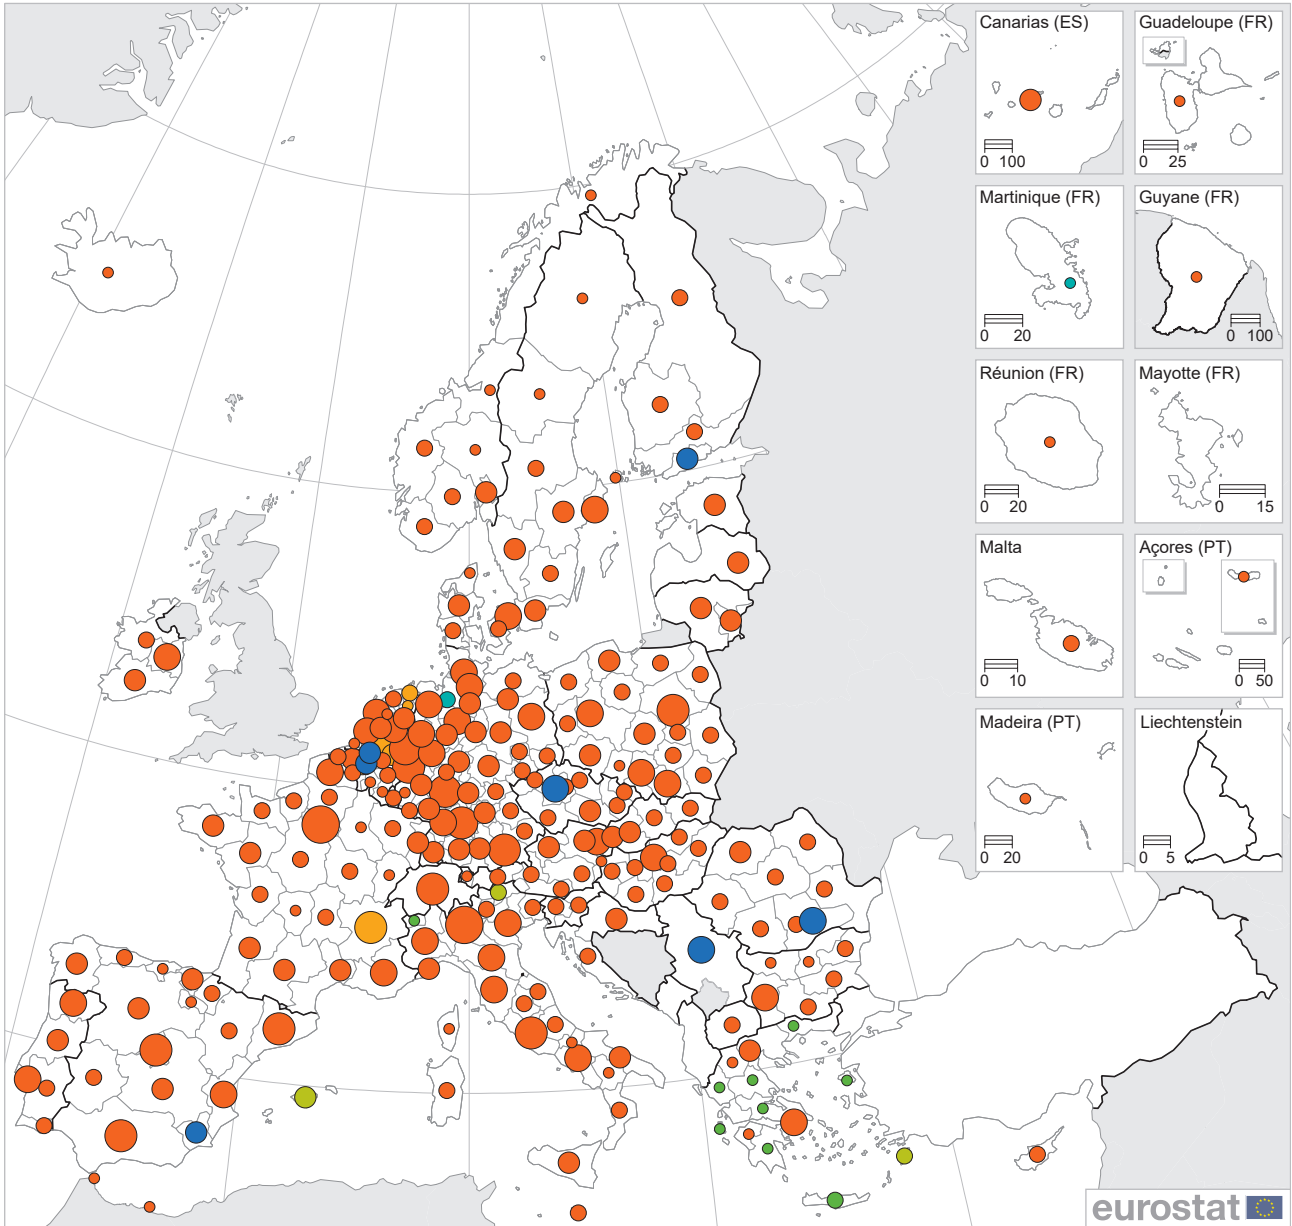 Canarias (ES)
0 100
Guadeloupe (FR)
0 25
Martinique (FR)
0 20
Guyane (FR)
0 100
Réunion (FR)
0 20
Mayotte (FR)
0 15
Malta
0 10
Açores (PT)
0 50
Madeira (PT)
0 20
Liechtenstein
0 5
eurostat